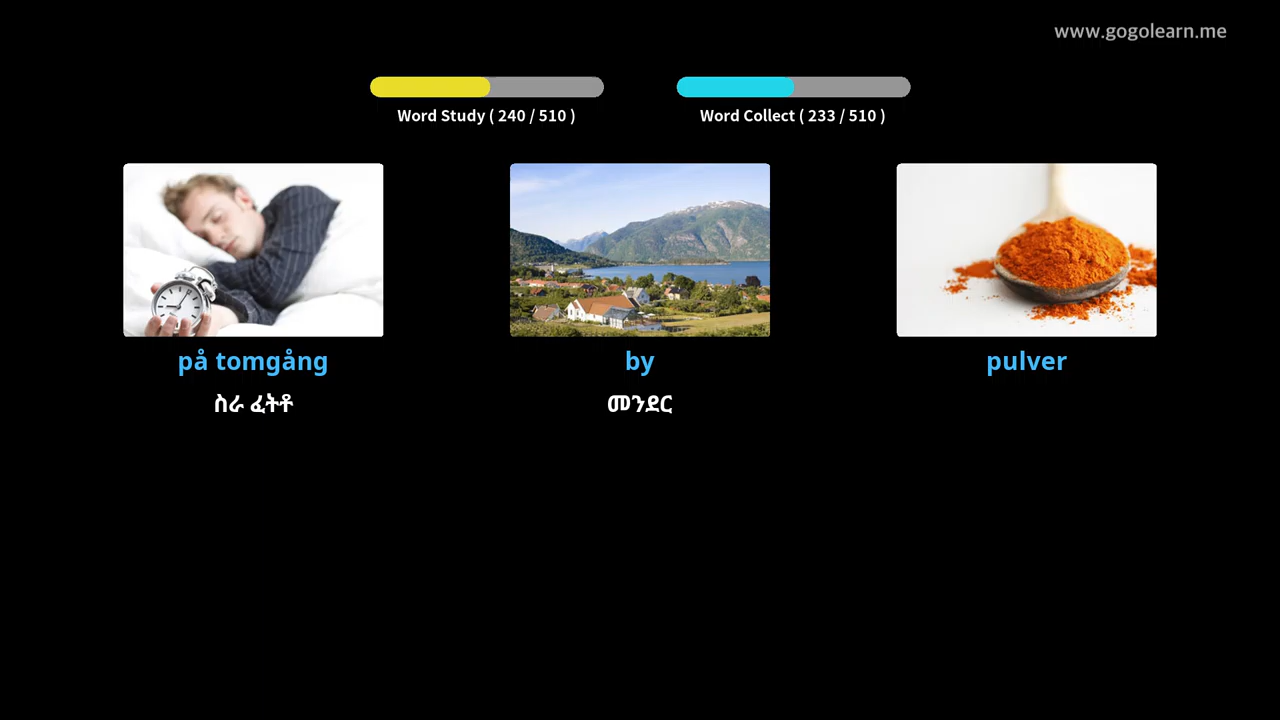 www.gogolearn.me
Word Study ( 240 / 510 )
Word Collect ( 233 / 510 )
på tomgång
ስራ ፈትቶ
by
መንደር
pulver